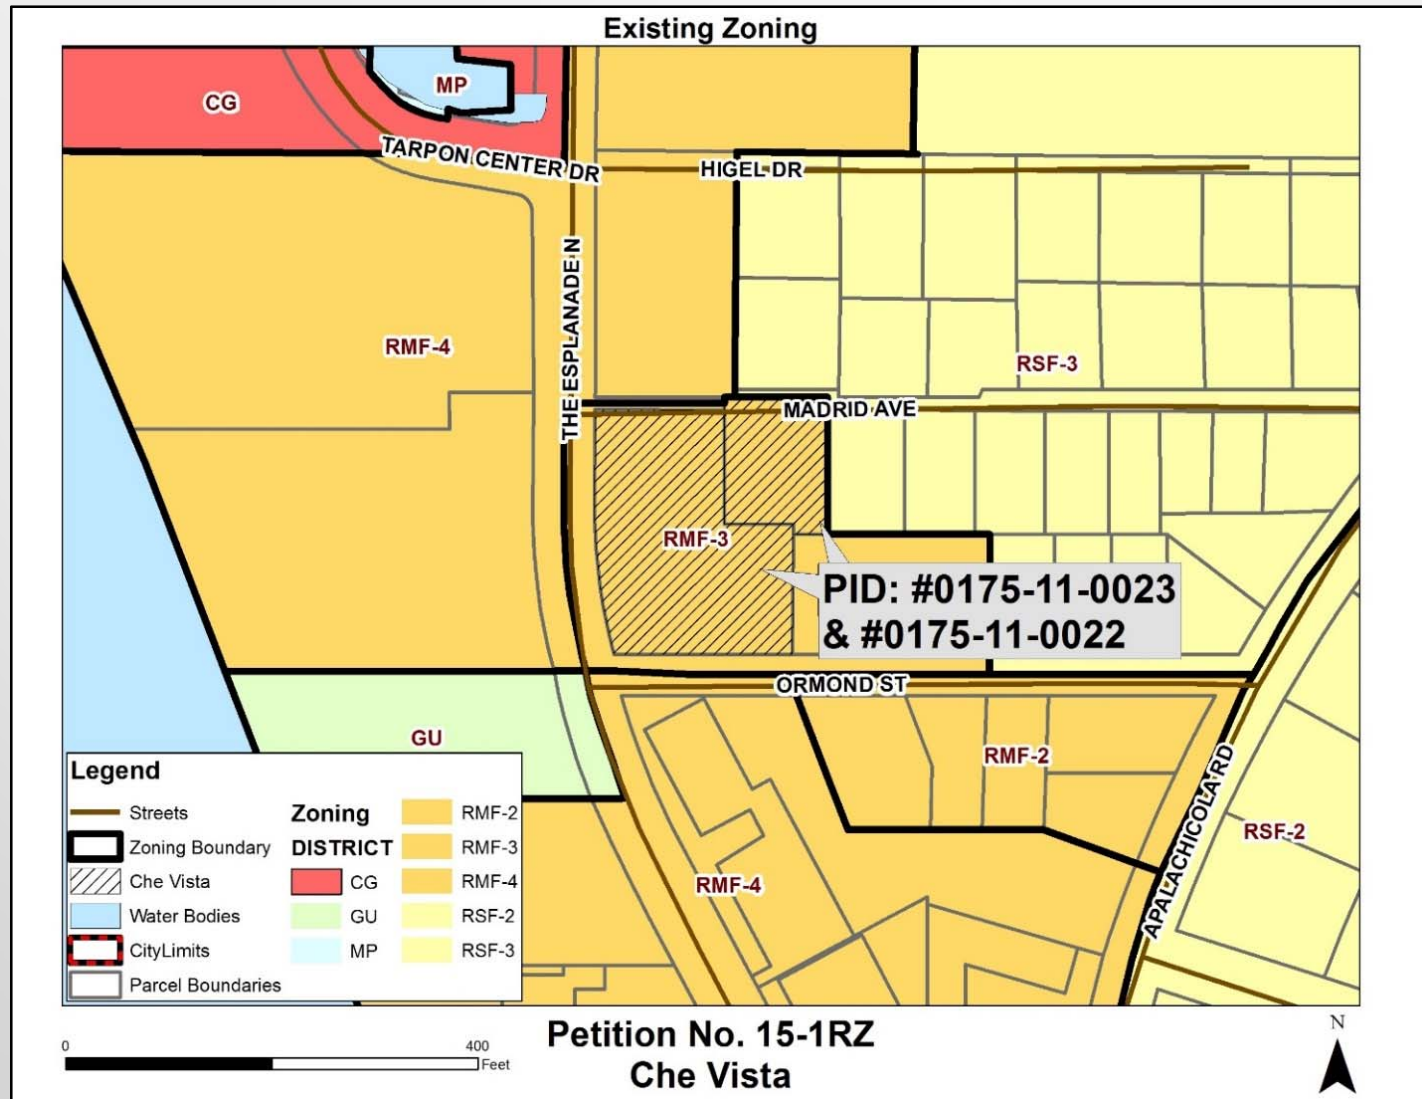 Existing Zoning
CG
MP
TARPON CENTER DR
HIGEL DR
THE ESPLANADE N
RMF-4
RSF-3
MADRID AVE
RMF-3
PID: #0175-11-0023
& #0175-11-0022
ORMOND ST
GU
RMF-2
APALACHICOLA RD
RSF-2
RMF-4
Legend
Streets
Zoning Boundary
Che Vista
Water Bodies
CityLimits
Parcel Boundaries
Zoning
DISTRICT
CG
GU
MP
RMF-2
RMF-3
RMF-4
RSF-2
RSF-3
0 400
Feet
Petition No. 15-1RZ
Che Vista
N